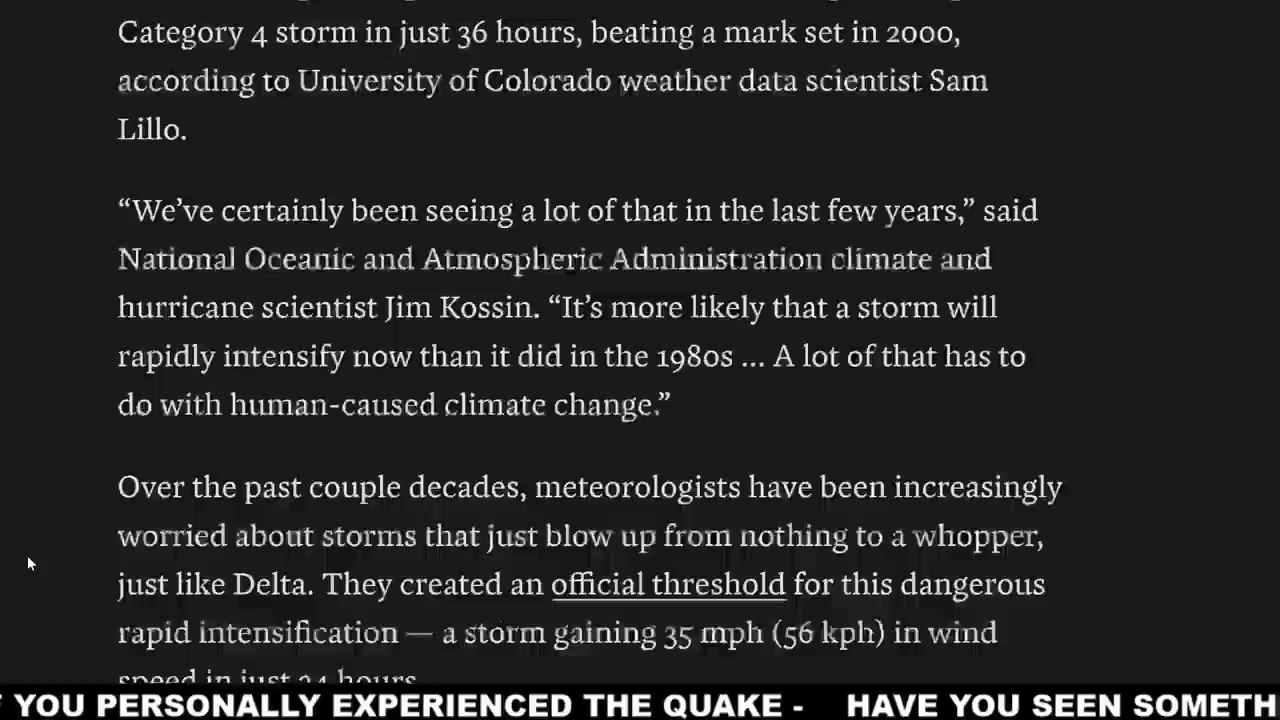 Category 4 storm in just 36 hours, beating a mark set in 2000,
according to University of Colorado weather data scientist Sam
Lillo.
“We’ve certainly been seeing a lot of that in the last few years,” said
National Oceanic and Atmospheric Administration climate and
hurricane scientist Jim Kossin. “It’s more likely that a storm will
rapidly intensify now than it did in the 1980s ... A lot of that has to
do with human-caused climate change.”
Over the past couple decades, meteorologists have been increasingly
worried about storms that just blow up from nothing to a whopper,
just like Delta. They created an official threshold for this dangerous
rapid intensification — a storm gaining 35 mph (56 kph) in wind
speed in just 24 hours.
YOU PERSONALLY EXPERIENCED THE QUAKE - HAVE YOU SEEN SOMETH